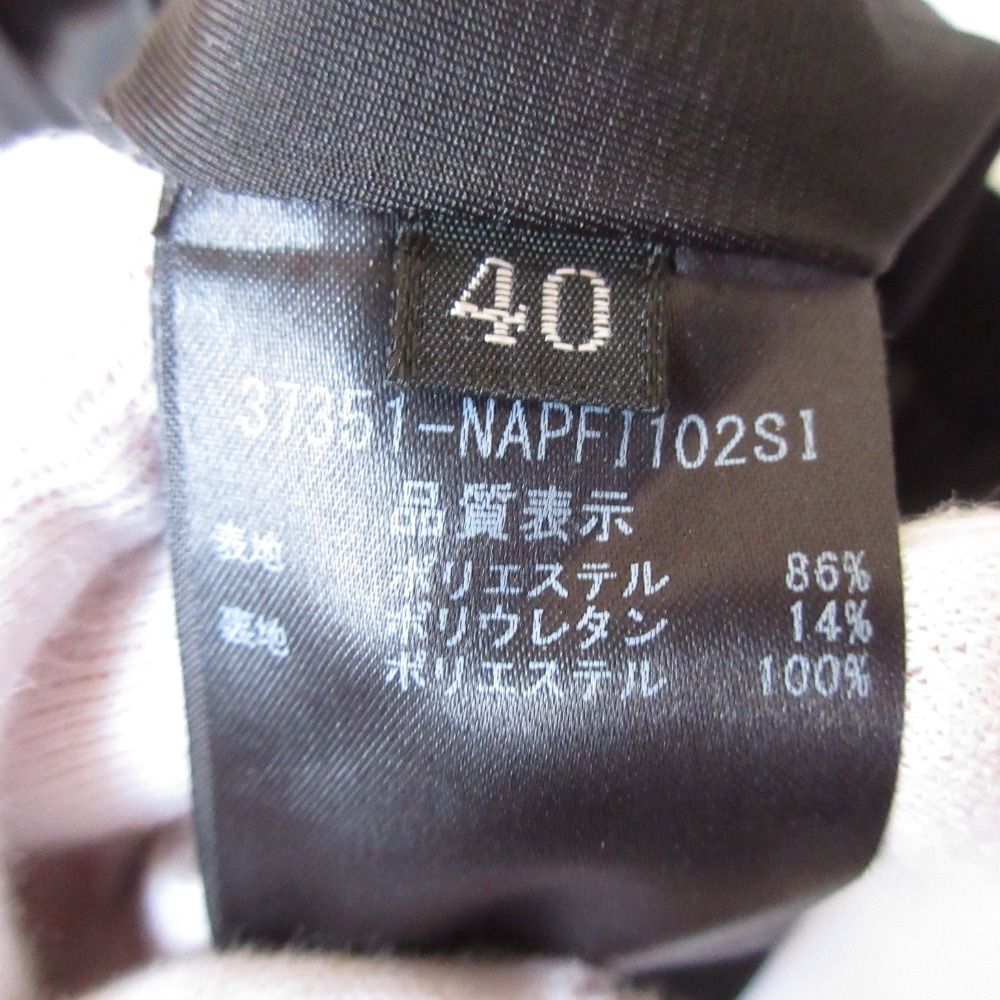 40
37351-NAPFI102SI
品質表示
表地 ポリエステル 86%
ポリウレタン 14%
裏地 ポリエステル 100%